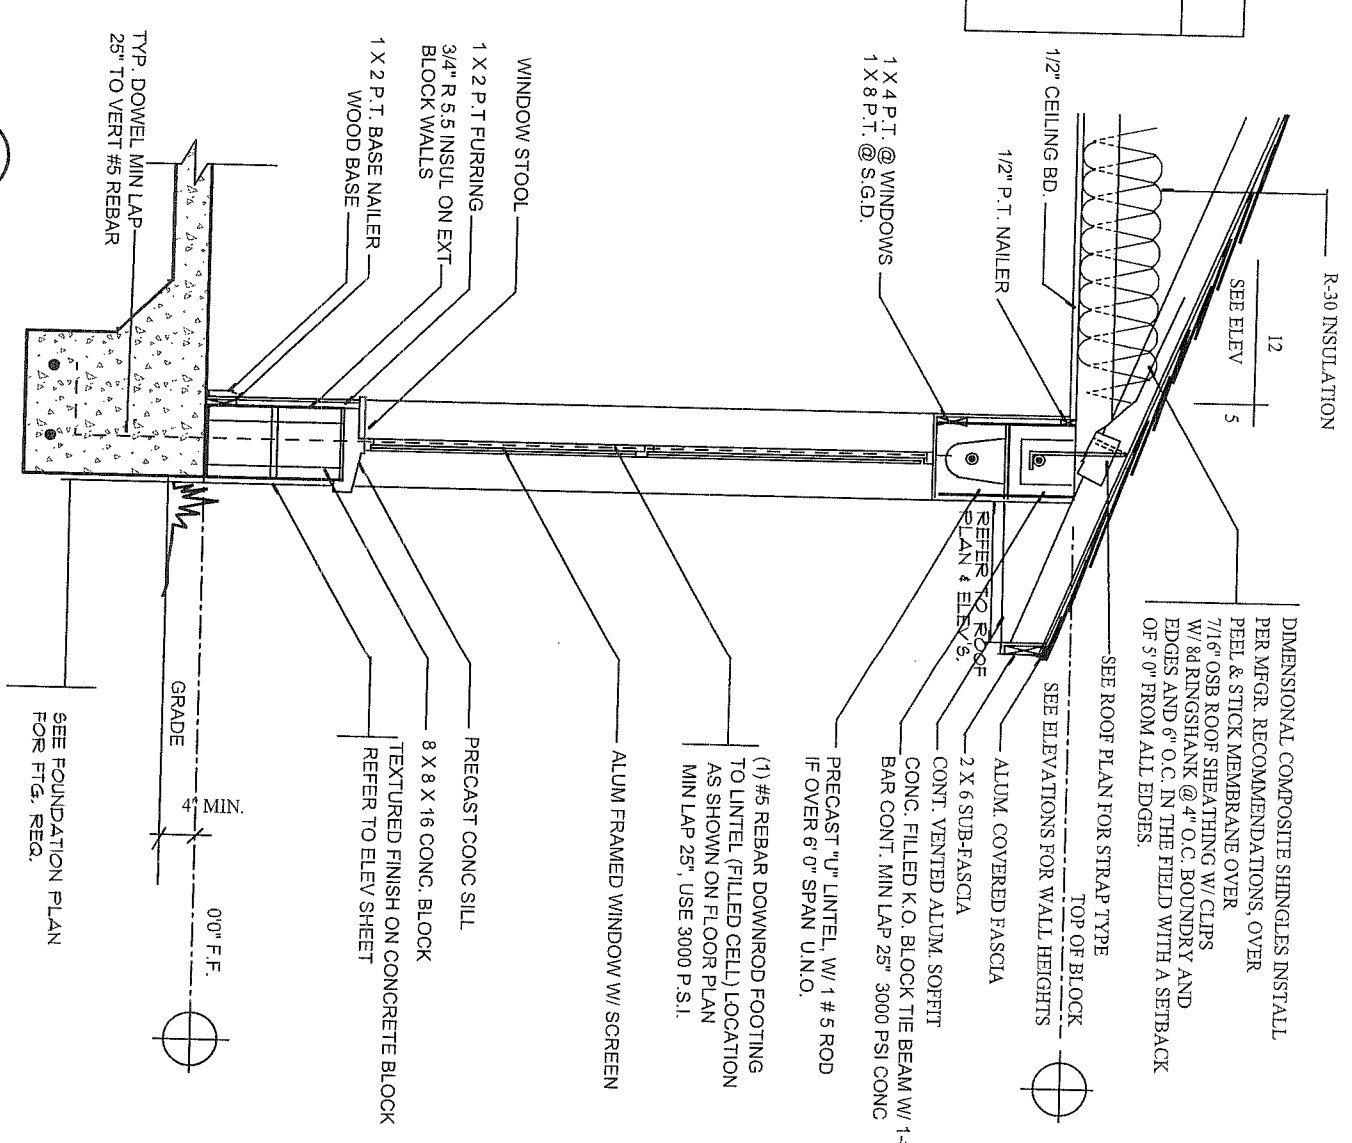 R-30 INSULATION
12
SEE ELEV
5
1/2" CEILING BD.
1/2" P.T. NAILER
1 X 4 P.T. @ WINDOWS
1 X 8 P.T. @ S.G.D.
WINDOW STOOL
1 X 2 P.T FURRING
3/4" R 5.5 INSUL ON EXT
BLOCK WALLS
1 X 2 P.T. BASE NAILER
WOOD BASE
TYP. DOWEL MIN LAP
25" TO VERT #5 REBAR
DIMENSIONAL COMPOSITE SHINGLES INSTALL
PER MFGR. RECOMMENDATIONS, OVER
PEEL & STICK MEMBRANE OVER
7/16" OSB ROOF SHEATHING W/ CLIPS
W/ 8d RINGSHANK @ 4" O.C. BOUNDRY AND
EDGES AND 6" O.C. IN THE FIELD WITH A SETBACK
OF 5'0" FROM ALL EDGES.
SEE ROOF PLAN FOR STRAP TYPE
TOP OF BLOCK
SEE ELEVATIONS FOR WALL HEIGHTS
REFER TO ROOF
PLAN & ELEV'S.
ALUM. COVERED FASCIA
2 X 6 SUB-FASCIA
CONT. VENTED ALUM. SOFFIT
CONC. FILLED K.O. BLOCK TIE BEAM W/ 1-
BAR CONT. MIN LAP 25" 3000 PSI CONC
PRECAST "U" LINTEL, W/ 1 # 5 ROD
IF OVER 6' 0" SPAN U.N.O.
(1) #5 REBAR DOWNROD FOOTING
TO LINTEL (FILLED CELL) LOCATION
AS SHOWN ON FLOOR PLAN
MIN LAP 25", USE 3000 P.S.I.
ALUM FRAMED WINDOW W/ SCREEN
PRECAST CONC SILL
8 X 8 X 16 CONC. BLOCK
TEXTURED FINISH ON CONCRETE BLOCK
REFER TO ELEV SHEET
0'0" F.F.
4" MIN.
GRADE
SEE FOUNDATION PLAN
FOR FTG. REQ.